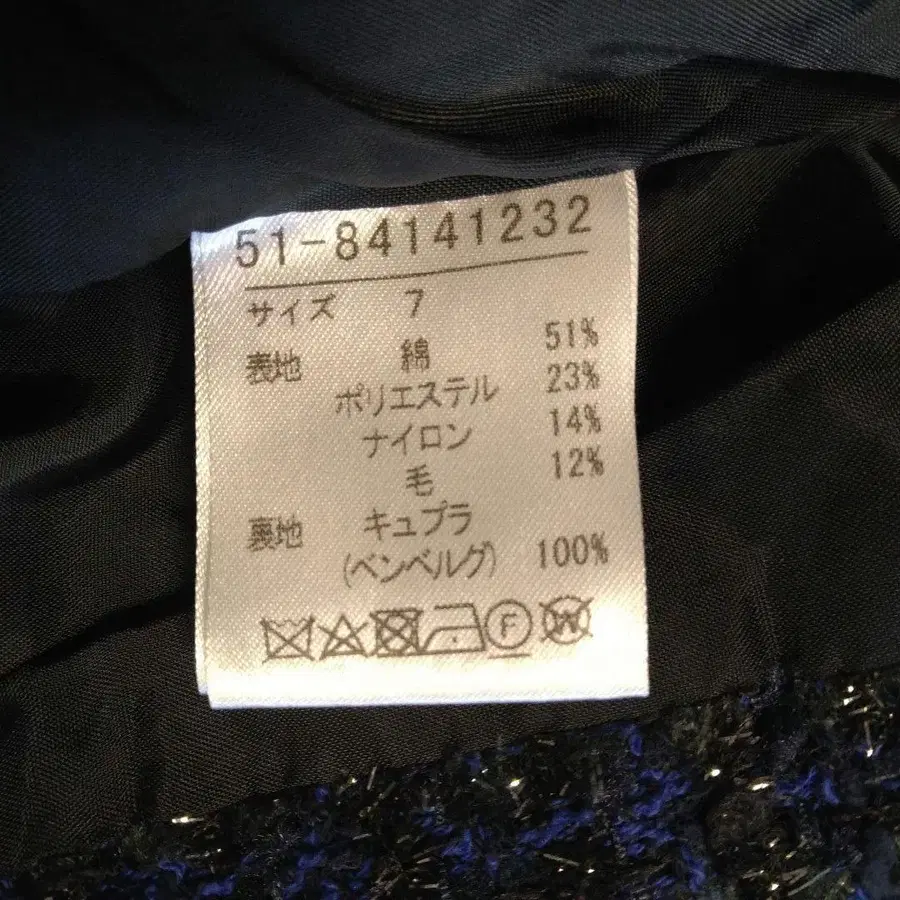 51-84141232
サイズ 7
表地 綿 51%
ポリエステル 23%
ナイロン 14%
毛 12%
裏地 キュプラ
(ベンベルグ) 100%
F W